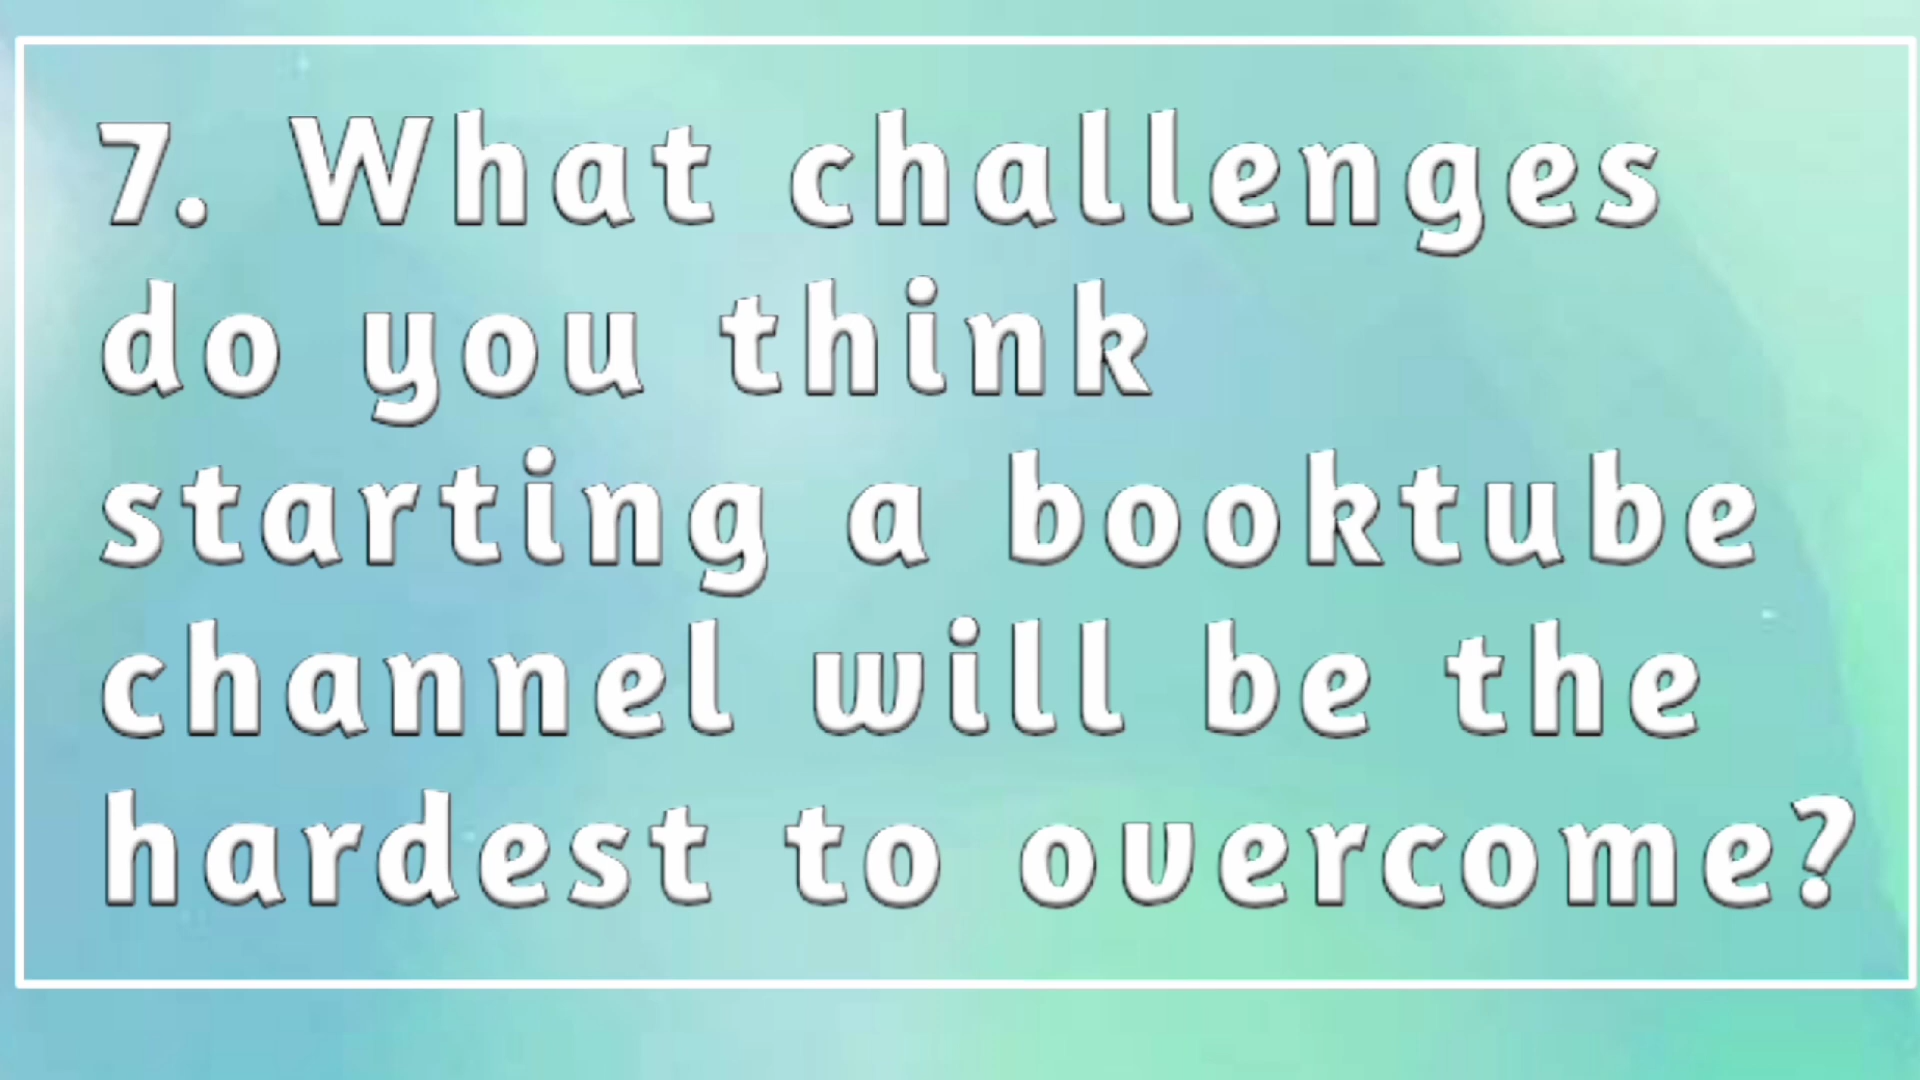 7. What challenges
do you think
starting a booktube
channel will be the
hardest to overcome?